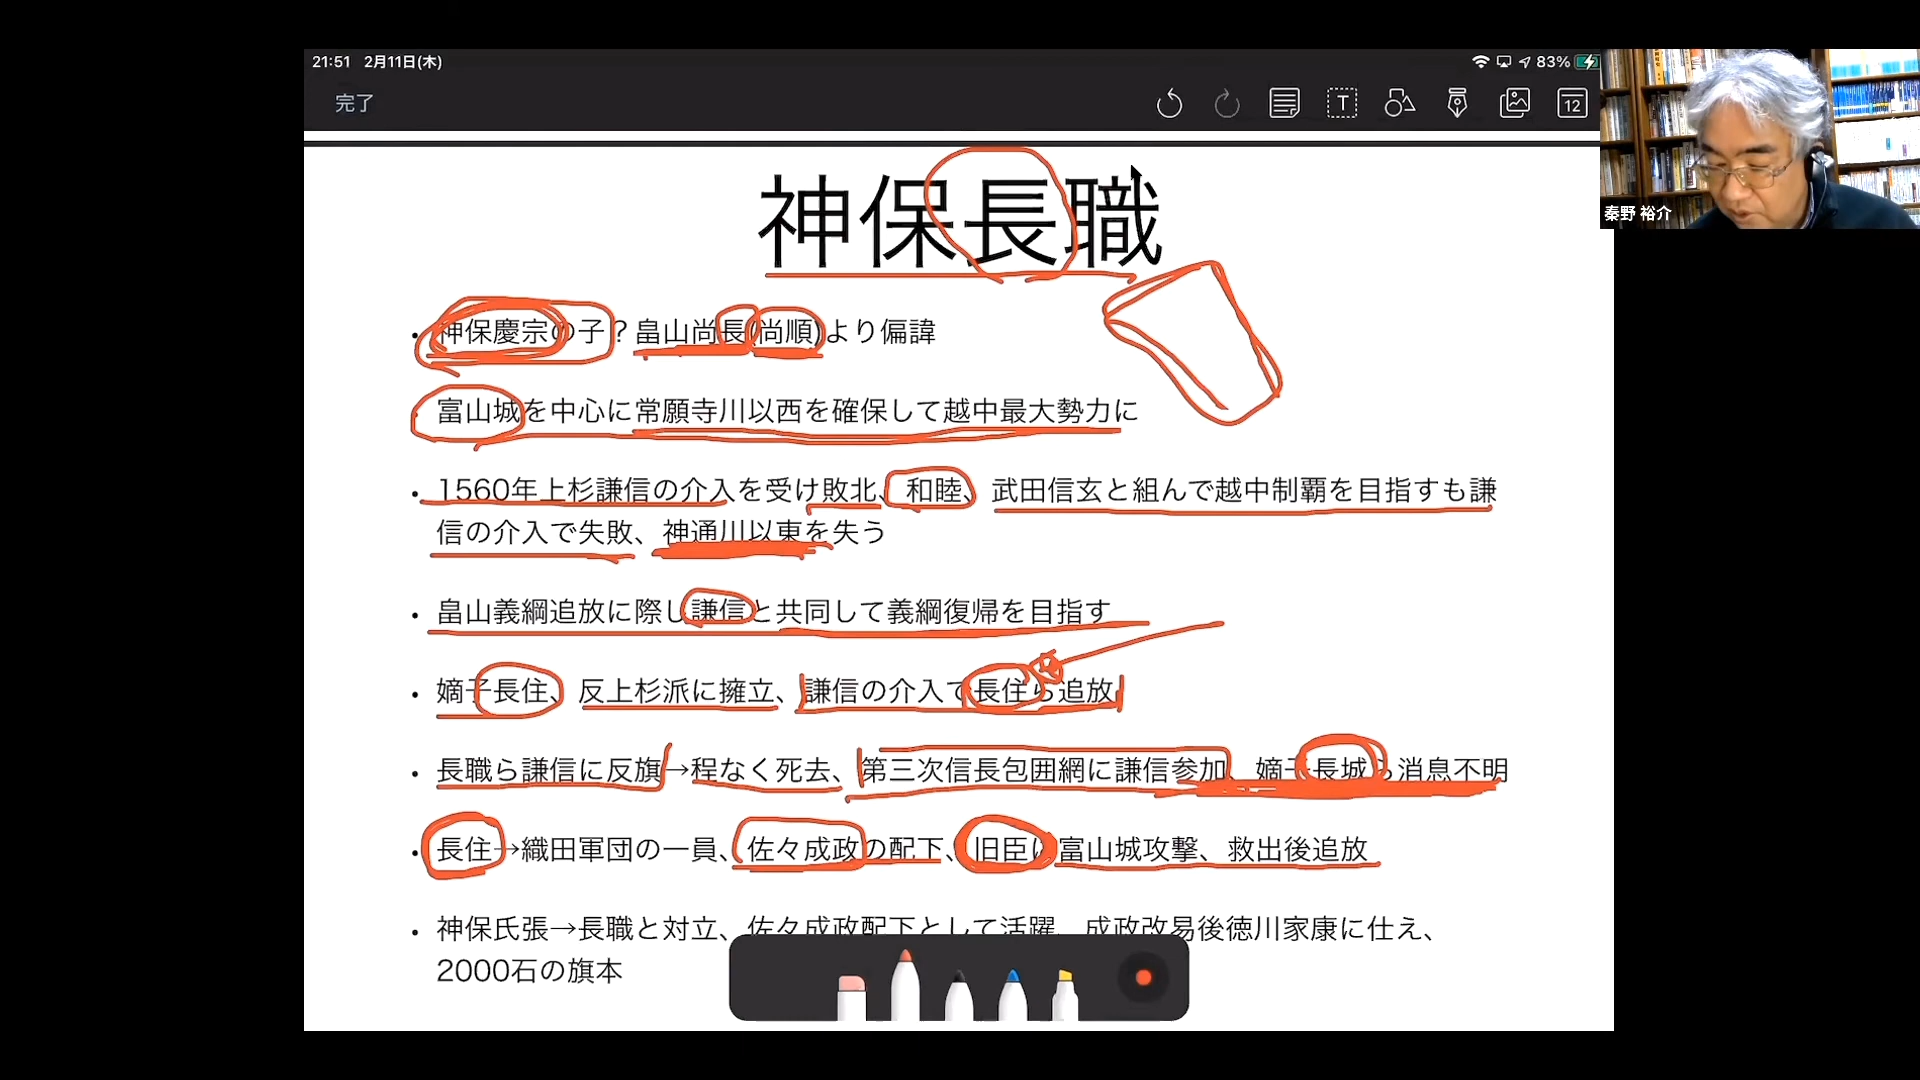 21:51 2月11日(木)
83%
完了
T
12
秦野 裕介
神保長職
• 神保慶宗の子？畠山尚長(尚順)より偏諱
• 富山城を中心に常願寺川以西を確保して越中最大勢力に
• 1560年上杉謙信の介入を受け敗北、和睦、武田信玄と組んで越中制覇を目指すも謙
信の介入で失敗、神通川以東を失う
• 畠山義綱追放に際し謙信と共同して義綱復帰を目指す
• 嫡子長住、反上杉派に擁立、謙信の介入で長住ら追放
• 長職ら謙信に反旗→程なく死去、第三次信長包囲網に謙信参加、嫡子長城ら消息不明
• 長住→織田軍団の一員、佐々成政の配下、旧臣に富山城攻撃、救出後追放
• 神保氏張→長職と対立、佐々成政配下として活躍、成政改易後徳川家康に仕え、
2000石の旗本